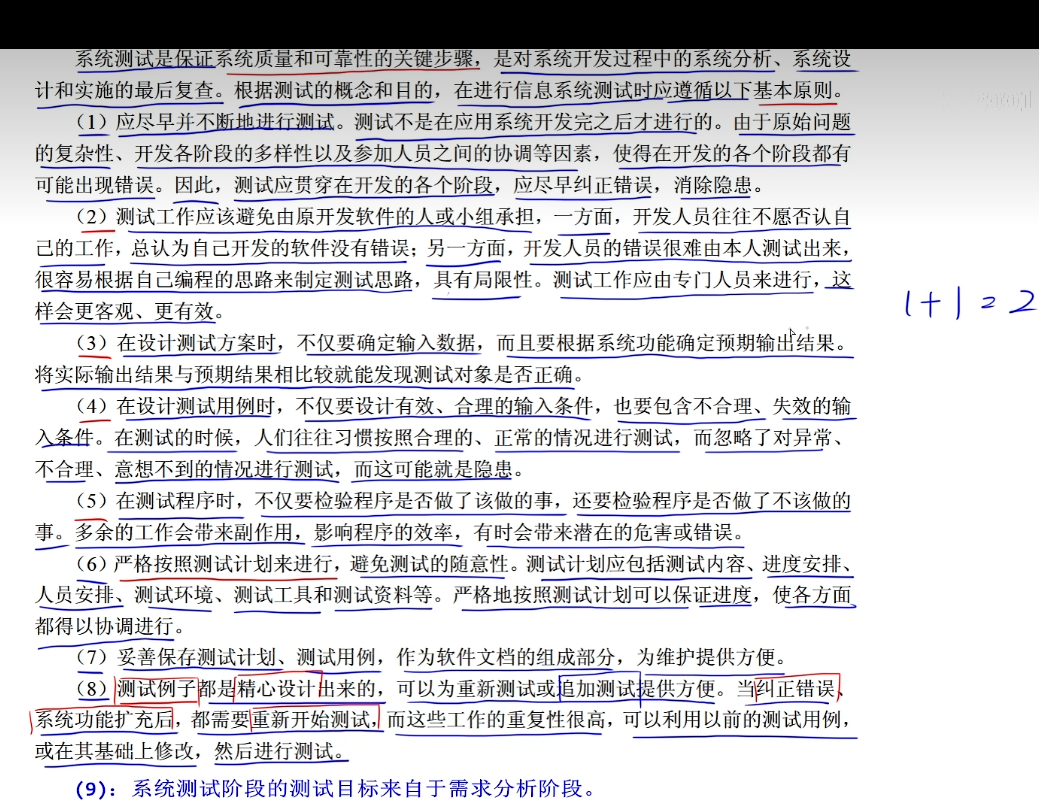 系统测试是保证系统质量和可靠性的关键步骤，是对系统开发过程中的系统分析、系统设
计和实施的最后复查。根据测试的概念和目的，在进行信息系统测试时应遵循以下基本原则。
（1）应尽早并不断地进行测试。测试不是在应用系统开发完之后才进行的。由于原始问题
的复杂性、开发各阶段的多样性以及参加人员之间的协调等因素，使得在开发的各个阶段都有
可能出现错误。因此，测试应贯穿在开发的各个阶段，应尽早纠正错误，消除隐患。
（2）测试工作应该避免由原开发软件的人或小组承担，一方面，开发人员往往不愿否认自
己的工作，总认为自己开发的软件没有错误；另一方面，开发人员的错误很难由本人测试出来，
很容易根据自己编程的思路来制定测试思路，具有局限性。测试工作应由专门人员来进行，这
样会更客观、更有效。
1+1=2
（3）在设计测试方案时，不仅要确定输入数据，而且要根据系统功能确定预期输出结果。
将实际输出结果与预期结果相比较就能发现测试对象是否正确。
（4）在设计测试用例时，不仅要设计有效、合理的输入条件，也要包含不合理、失效的输
入条件。在测试的时候，人们往往习惯按照合理的、正常的情况进行测试，而忽略了对异常、
不合理、意想不到的情况进行测试，而这可能就是隐患。
（5）在测试程序时，不仅要检验程序是否做了该做的事，还要检验程序是否做了不该做的
事。多余的工作会带来副作用，影响程序的效率，有时会带来潜在的危害或错误。
（6）严格按照测试计划来进行，避免测试的随意性。测试计划应包括测试内容、进度安排、
人员安排、测试环境、测试工具和测试资料等。严格地按照测试计划可以保证进度，使各方面
都得以协调进行。
（7）妥善保存测试计划、测试用例，作为软件文档的组成部分，为维护提供方便。
（8）测试例子都是精心设计出来的，可以为重新测试或追加测试提供方便。当纠正错误、
系统功能扩充后，都需要重新开始测试，而这些工作的重复性很高，可以利用以前的测试用例，
或在其基础上修改，然后进行测试。
(9)：系统测试阶段的测试目标来自于需求分析阶段。